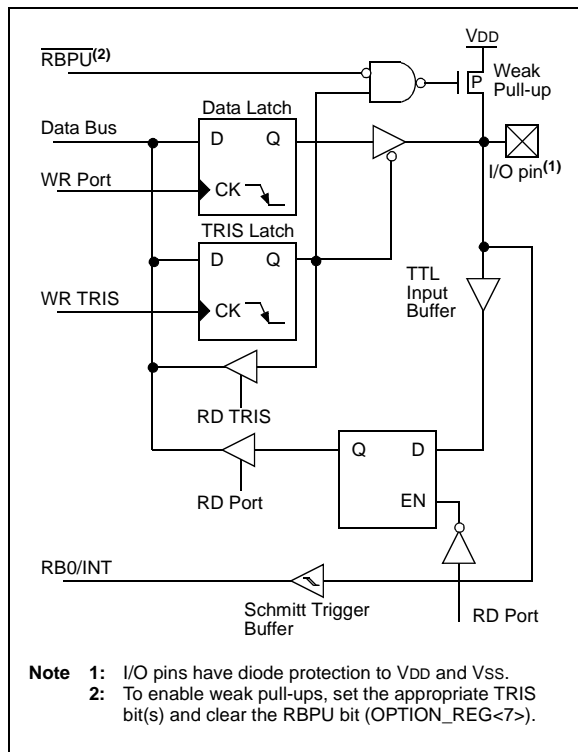 VDD
RBPU(2)
P
Weak
Pull-up
Data Latch
Data Bus
D
Q
I/O pin(1)
WR Port
CK
TRIS Latch
D
Q
TTL
Input
Buffer
WR TRIS
CK
RD TRIS
Q
D
RD Port
EN
RB0/INT
Schmitt Trigger
Buffer
RD Port
Note 1: I/O pins have diode protection to VDD and VSS.
2: To enable weak pull-ups, set the appropriate TRIS
bit(s) and clear the RBPU bit (OPTION_REG<7>).